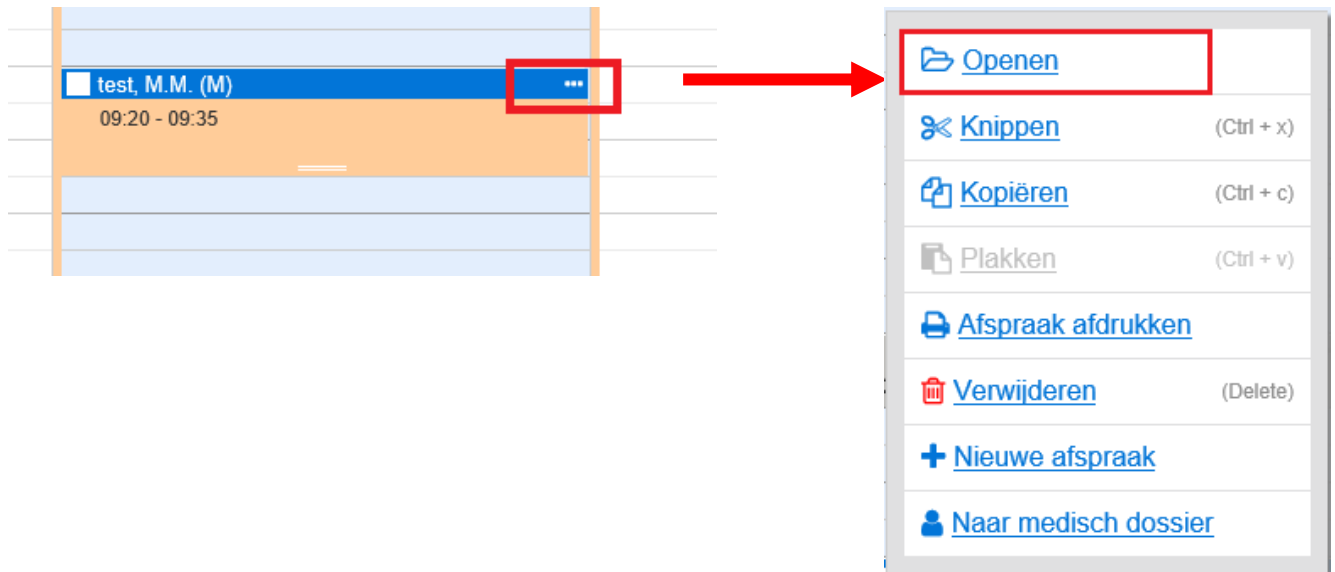 test, M.M. (M)
09:20 - 09:35
Openen
Knippen (Ctrl + x)
Kopiëren (Ctrl + c)
Plakken (Ctrl + v)
Afspraak afdrukken
Verwijderen (Delete)
Nieuwe afspraak
Naar medisch dossier